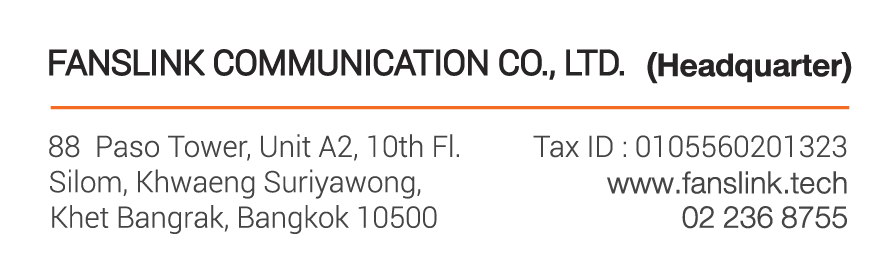 FANSLINK COMMUNICATION CO., LTD. (Headquarter)
88 Paso Tower, Unit A2, 10th Fl.
Silom, Khwaeng Suriyawong,
Khet Bangrak, Bangkok 10500
Tax ID : 0105560201323
www.fanslink.tech
02 236 8755